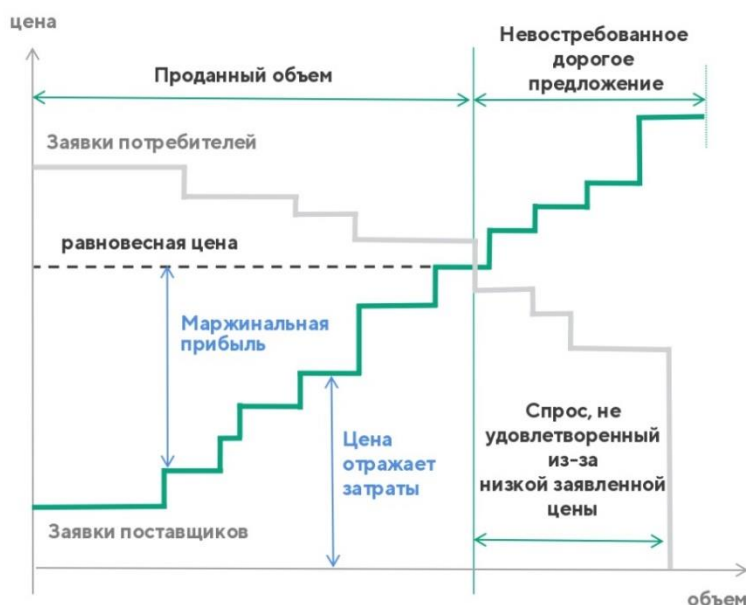 цена
Невостребованное
дорогое
предложение
Проданный объем
Заявки потребителей
равновесная цена
Маржинальная
прибыль
Цена
отражает
затраты
Спрос, не
удовлетворенный
из-за
низкой заявленной
цены
Заявки поставщиков
объем